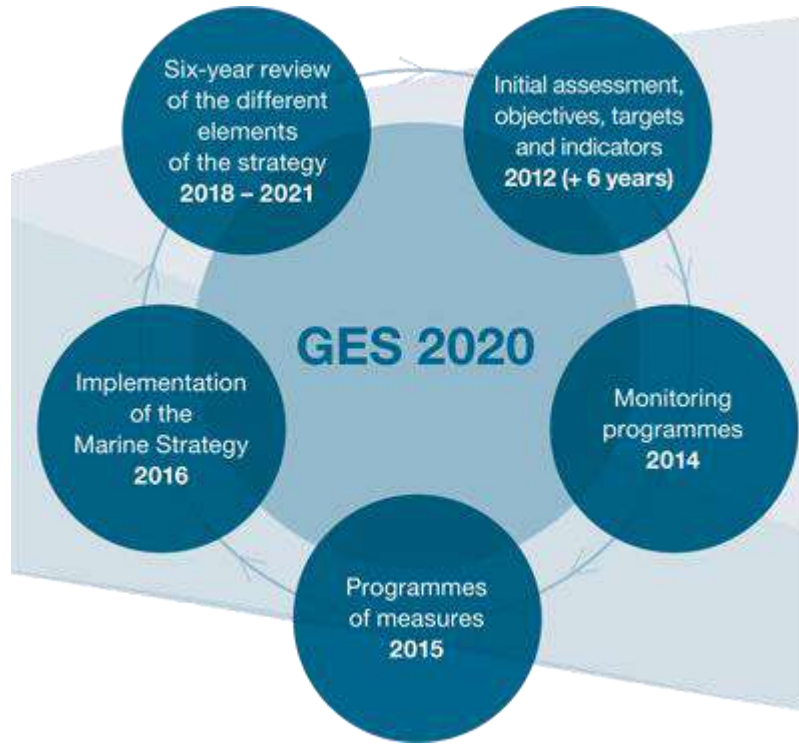 Six-year review
of the different
elements
of the strategy
2018 – 2021
Initial assessment,
objectives, targets
and indicators
2012 (+ 6 years)
GES 2020
Implementation
of the
Marine Strategy
2016
Monitoring
programmes
2014
Programmes
of measures
2015